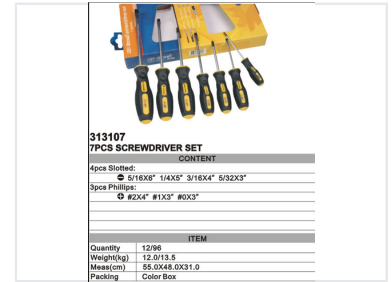 313107
7PCS SCREWDRIVER SET
CONTENT
4pcs Slotted:
5/16X6" 1/4X5" 3/16X4" 5/32X3"
3pcs Phillips:
#2X4" #1X3" #0X3"
ITEM
Quantity 12/96
Weight(kg) 12.0/13.5
Meas(cm) 55.0X48.0X31.0
Packing Color Box